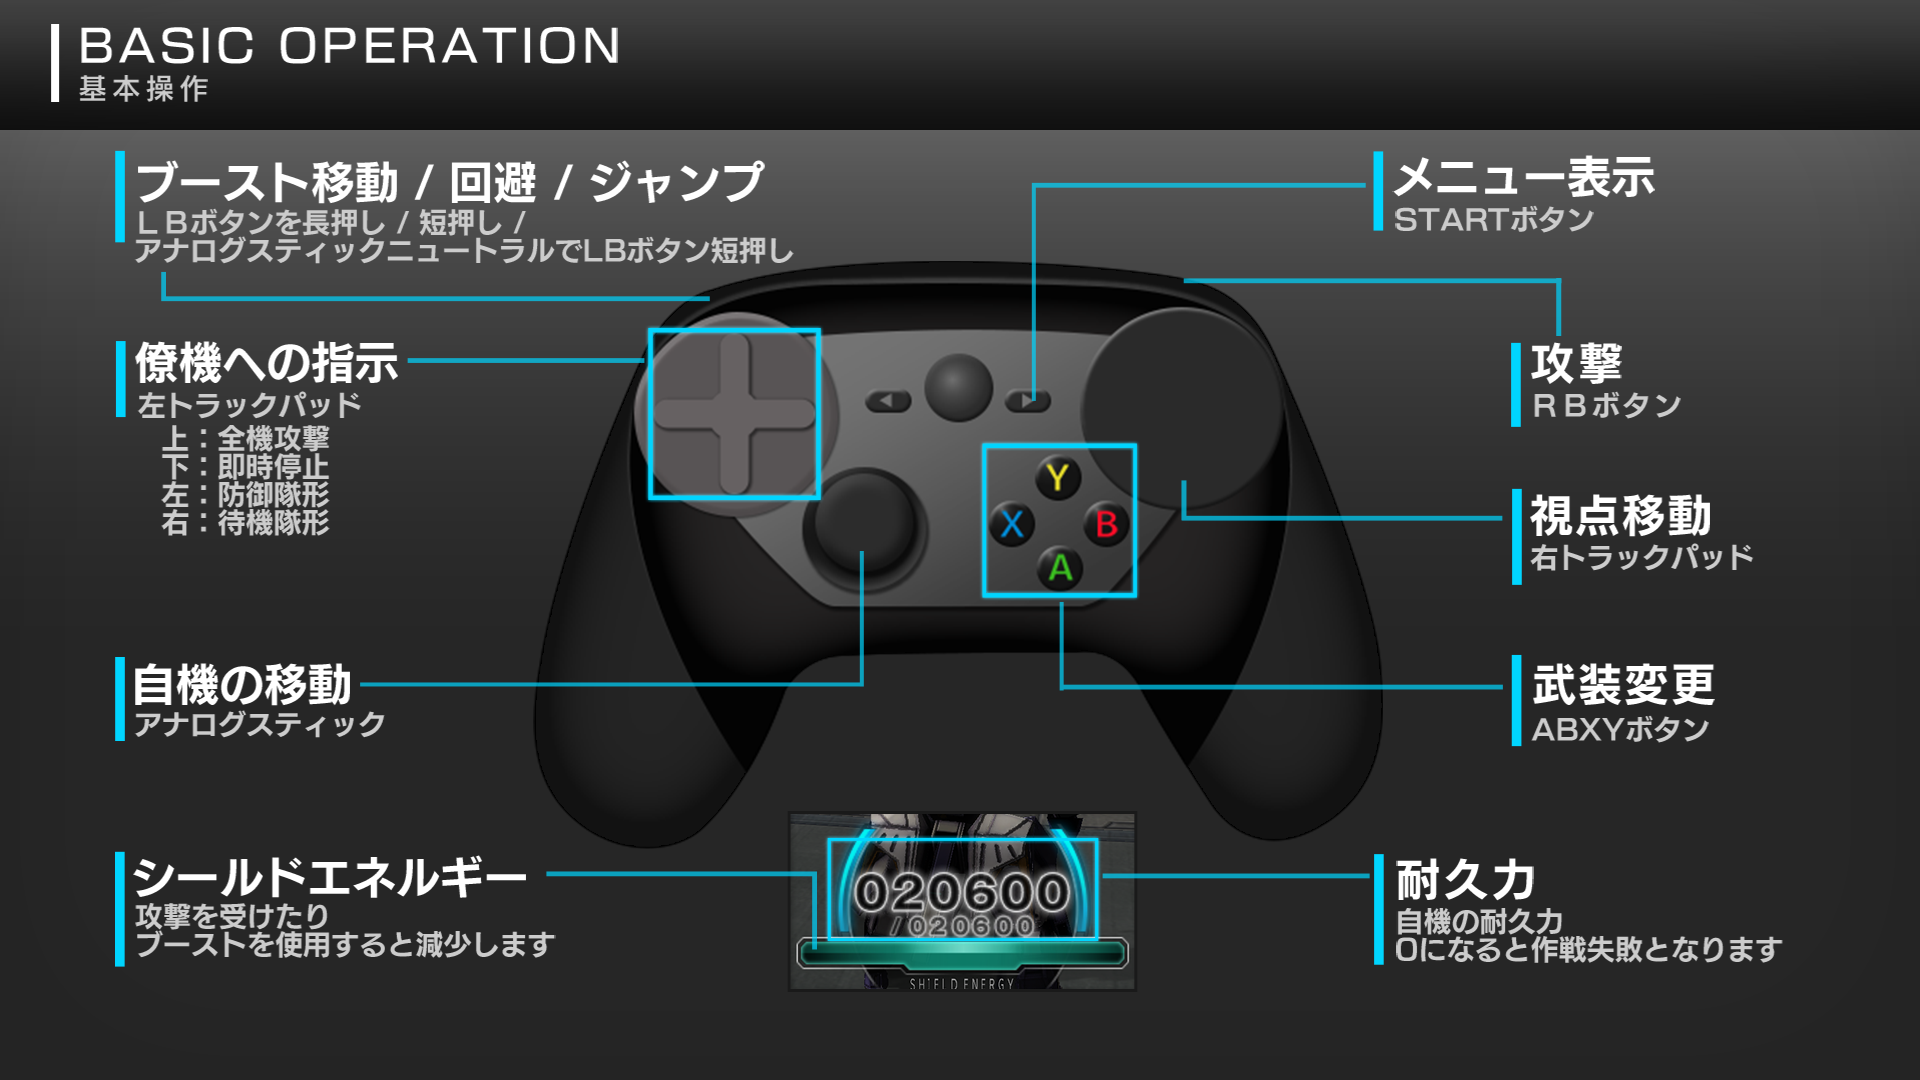 BASIC OPERATION
基本操作
ブースト移動 / 回避 / ジャンプ
ＬＢボタンを長押し / 短押し /
アナログスティックニュートラルでLBボタン短押し
メニュー表示
STARTボタン
僚機への指示
左トラックパッド
上：全機攻撃
下：即時停止
左：防御隊形
右：待機隊形
攻撃
ＲＢボタン
Y
X
B
A
視点移動
右トラックパッド
自機の移動
アナログスティック
武装変更
ABXYボタン
シールドエネルギー
攻撃を受けたり
ブーストを使用すると減少します
020600
/020600
SHIELD ENERGY
耐久力
自機の耐久力
0になると作戦失敗となります